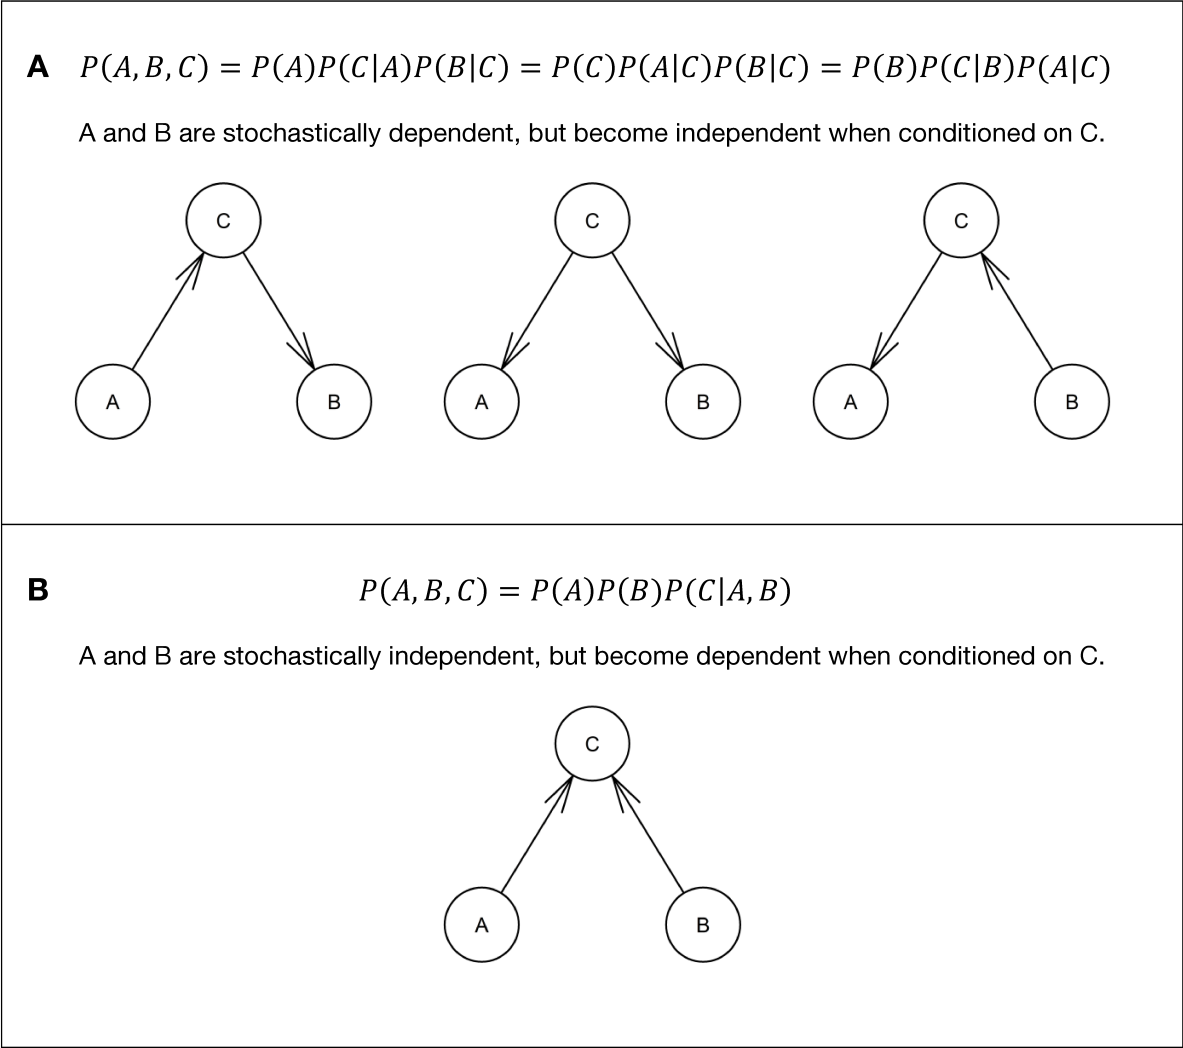 A P(A,B,C) = P(A)P(C|A)P(B|C) = P(C)P(A|C)P(B|C) = P(B)P(C|B)P(A|C)
A and B are stochastically dependent, but become independent when conditioned on C.
C C C
A B A B A B
B P(A,B,C) = P(A)P(B)P(C|A,B)
A and B are stochastically independent, but become dependent when conditioned on C.
C
A B